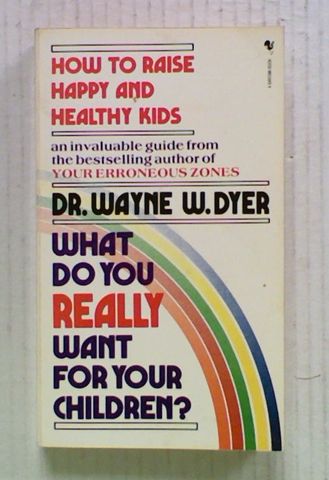 HOW TO RAISE
HAPPY AND
HEALTHY KIDS
an invaluable guide from
the bestselling author of
YOUR ERRONEOUS ZONES
DR. WAYNE W. DYER
WHAT
DO YOU
REALLY
WANT
FOR YOUR
CHILDREN?